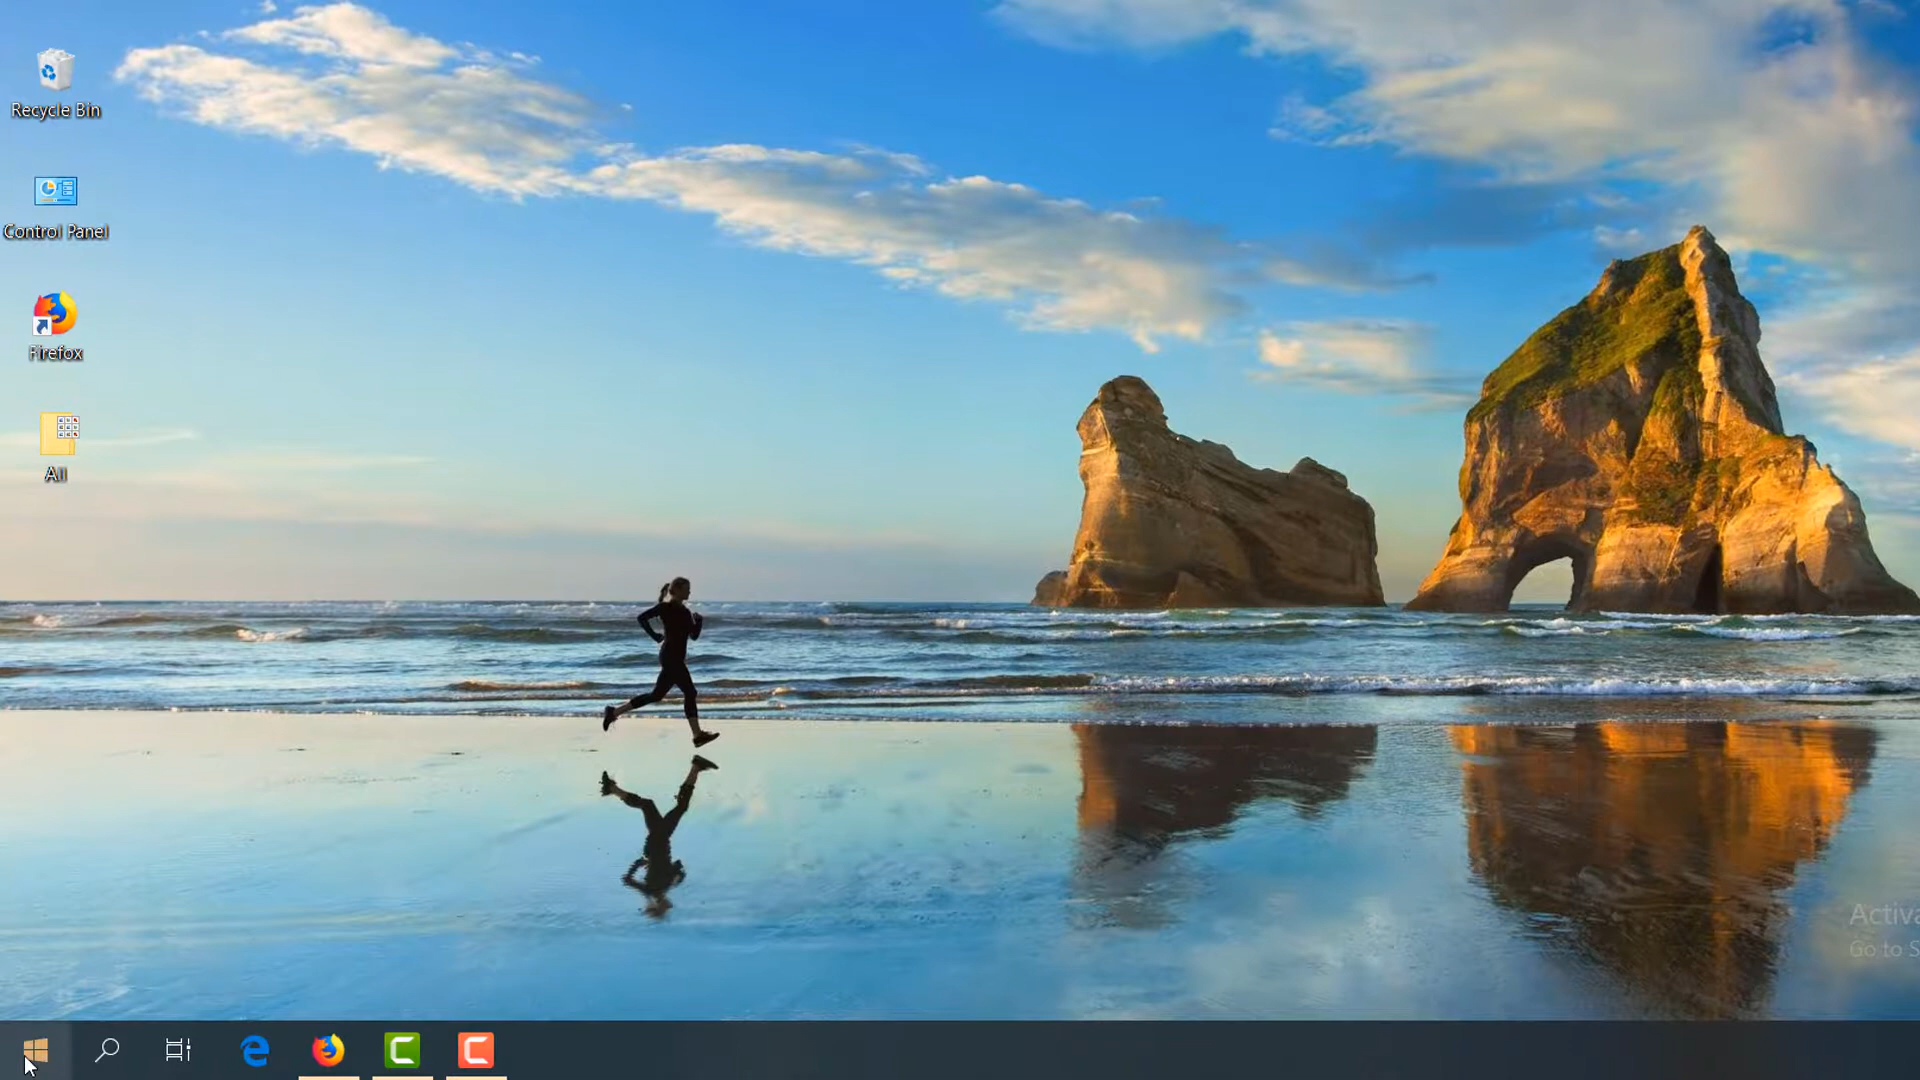 Recycle Bin
Control Panel
Firefox
All
Activa
Go to S